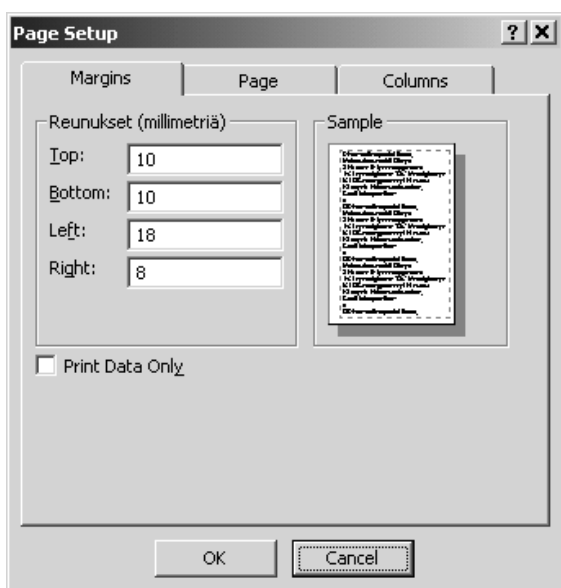 Page Setup
Margins Page Columns
Reunukset (millimetriä)
Sample
Top: 10
Bottom: 10
Left: 18
Right: 8
Print Data Only
OK Cancel